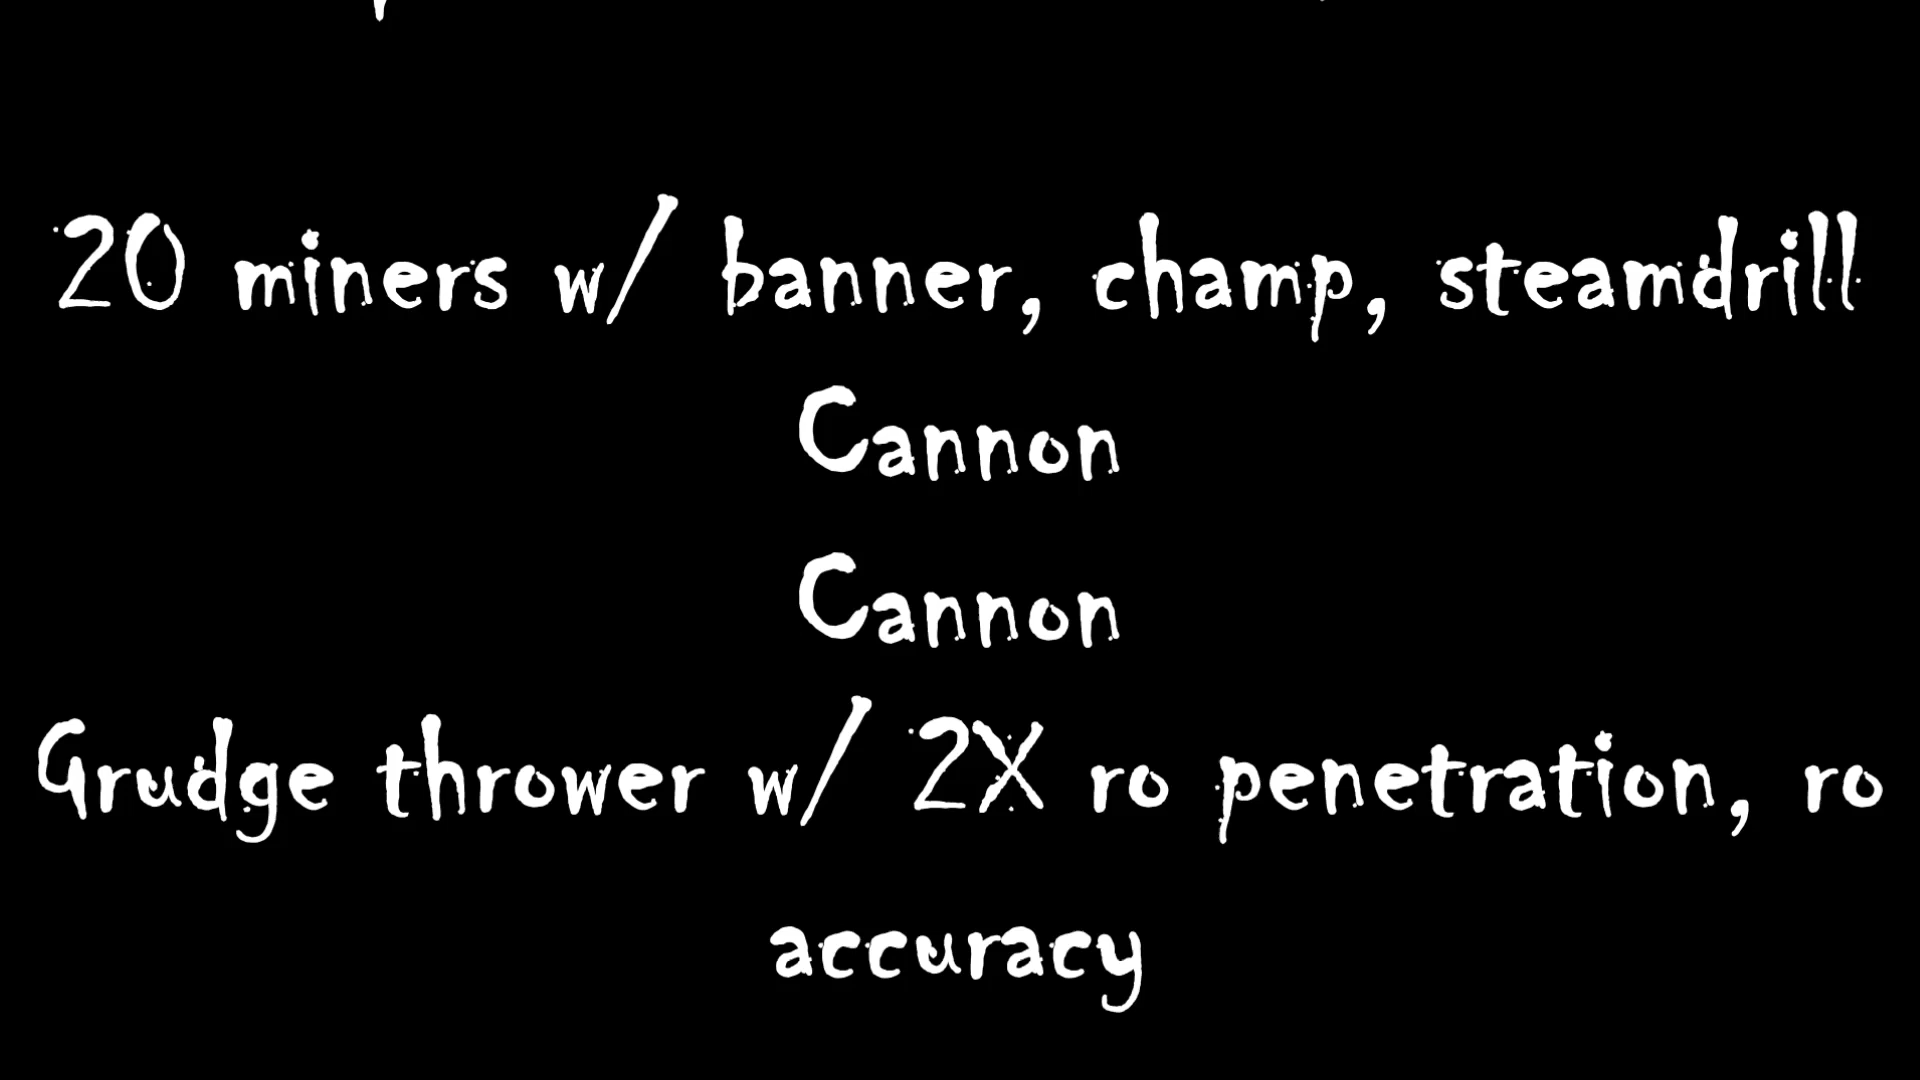 20 miners w/ banner, champ, steamdrill
Cannon
Cannon
Grudge thrower w/ 2X ro penetration, ro
accuracy